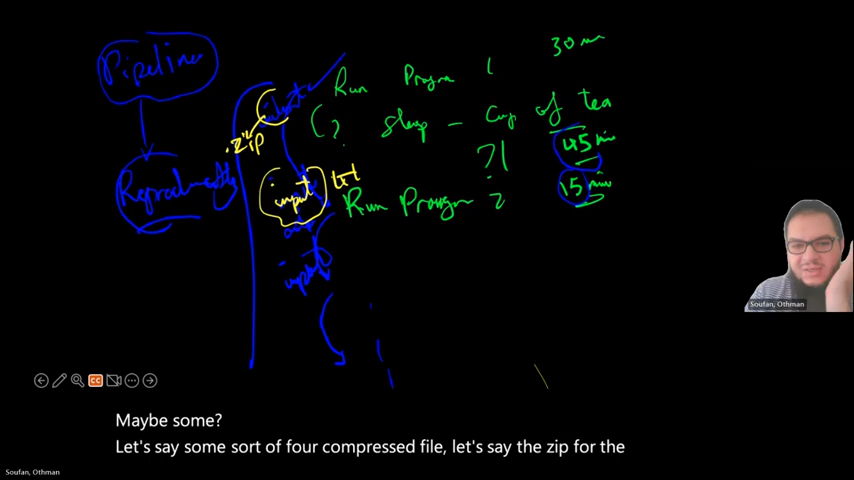 Pipeline
Run Program 1 30 min
.zip
(? Sleep - Cup of tea
?! 45 min
input txt
15 min
Run Program 2
input
Soufan, Othman
CC
Maybe some?
Let's say some sort of four compressed file, let's say the zip for the
Soufan, Othman